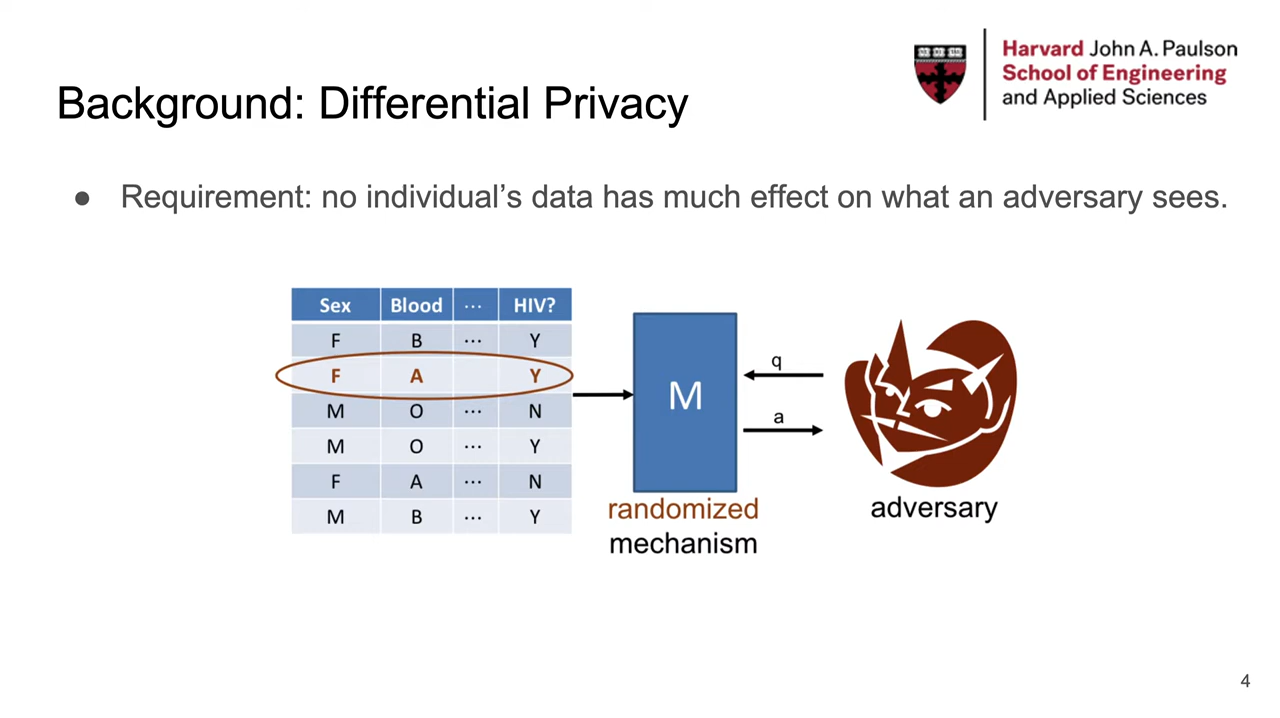 Harvard John A. Paulson
School of Engineering
and Applied Sciences
Background: Differential Privacy
● Requirement: no individual’s data has much effect on what an adversary sees.
Sex Blood ... HIV?
F B ... Y
F A Y
M O ... N
M O ... Y
F A ... N
M B ... Y
M
q
a
randomized
mechanism
adversary
4